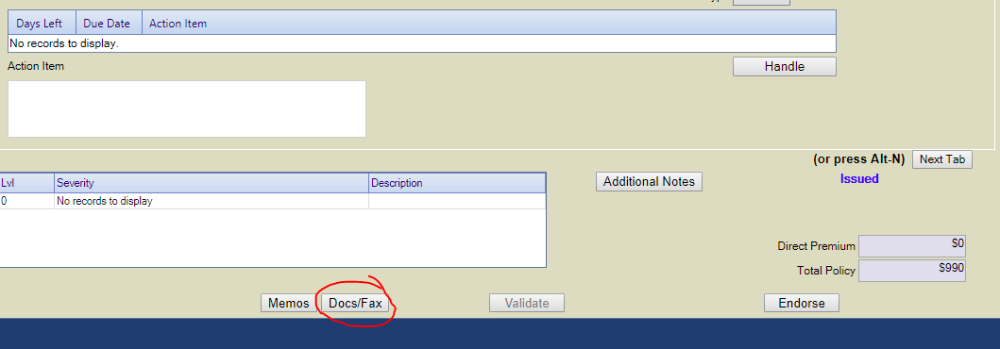 Days Left Due Date Action Item
No records to display.
Action Item Handle
(or press Alt-N) Next Tab
Lvl Severity Description Additional Notes Issued
0 No records to display
Direct Premium $0
Total Policy $990
Memos Docs/Fax Validate Endorse